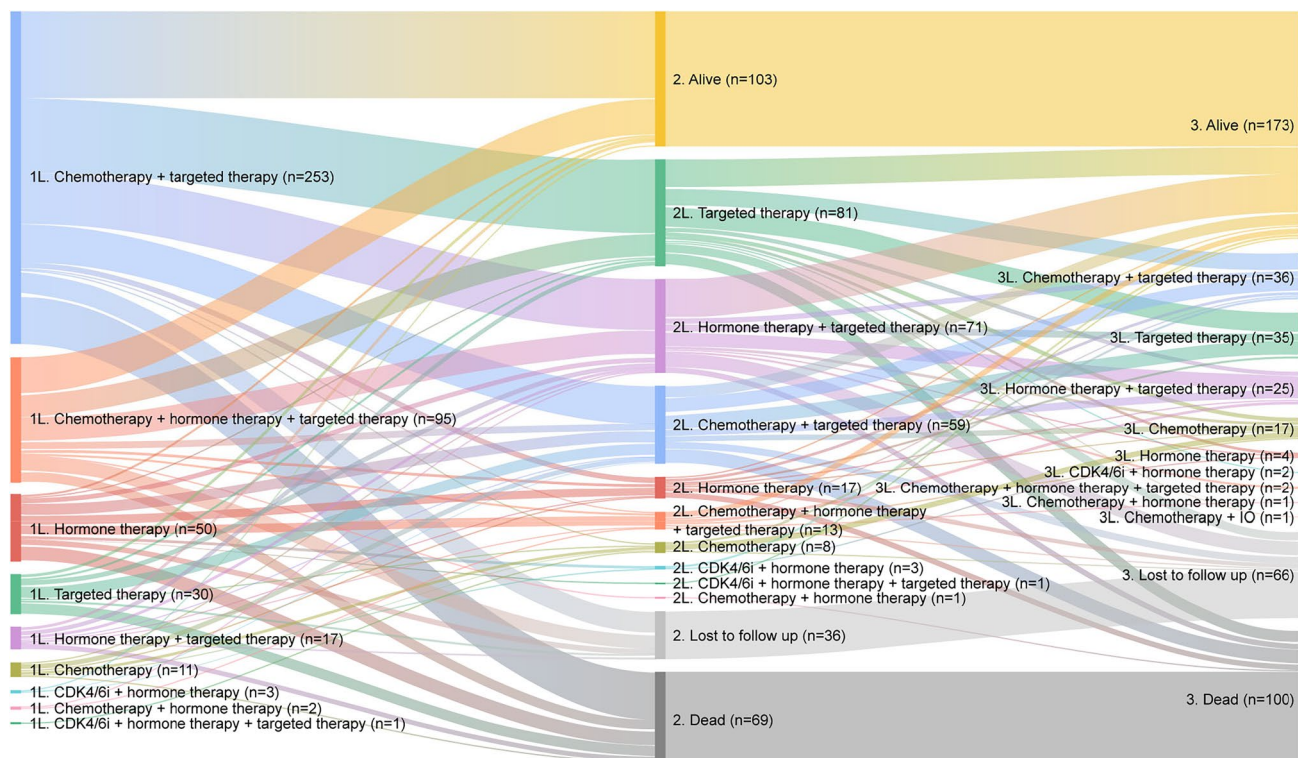 1L. Chemotherapy + targeted therapy (n=253)
1L. Chemotherapy + hormone therapy + targeted therapy (n=95)
1L. Hormone therapy (n=50)
1L. Targeted therapy (n=30)
1L. Hormone therapy + targeted therapy (n=17)
1L. Chemotherapy (n=11)
1L. CDK4/6i + hormone therapy (n=3)
1L. Chemotherapy + hormone therapy (n=2)
1L. CDK4/6i + hormone therapy + targeted therapy (n=1)
2. Alive (n=103)
2L. Targeted therapy (n=81)
2L. Hormone therapy + targeted therapy (n=71)
2L. Chemotherapy + targeted therapy (n=59)
2L. Hormone therapy (n=17)
2L. Chemotherapy + hormone therapy
+ targeted therapy (n=13)
2L. Chemotherapy (n=8)
2L. CDK4/6i + hormone therapy (n=3)
2L. CDK4/6i + hormone therapy + targeted therapy (n=1)
2L. Chemotherapy + hormone therapy (n=1)
2. Lost to follow up (n=36)
2. Dead (n=69)
3. Alive (n=173)
3L. Chemotherapy + targeted therapy (n=36)
3L. Targeted therapy (n=35)
3L. Hormone therapy + targeted therapy (n=25)
3L. Chemotherapy (n=17)
3L. Hormone therapy (n=4)
3L. CDK4/6i + hormone therapy (n=2)
3L. Chemotherapy + hormone therapy + targeted therapy (n=2)
3L. Chemotherapy + hormone therapy (n=1)
3L. Chemotherapy + IO (n=1)
3. Lost to follow up (n=66)
3. Dead (n=100)